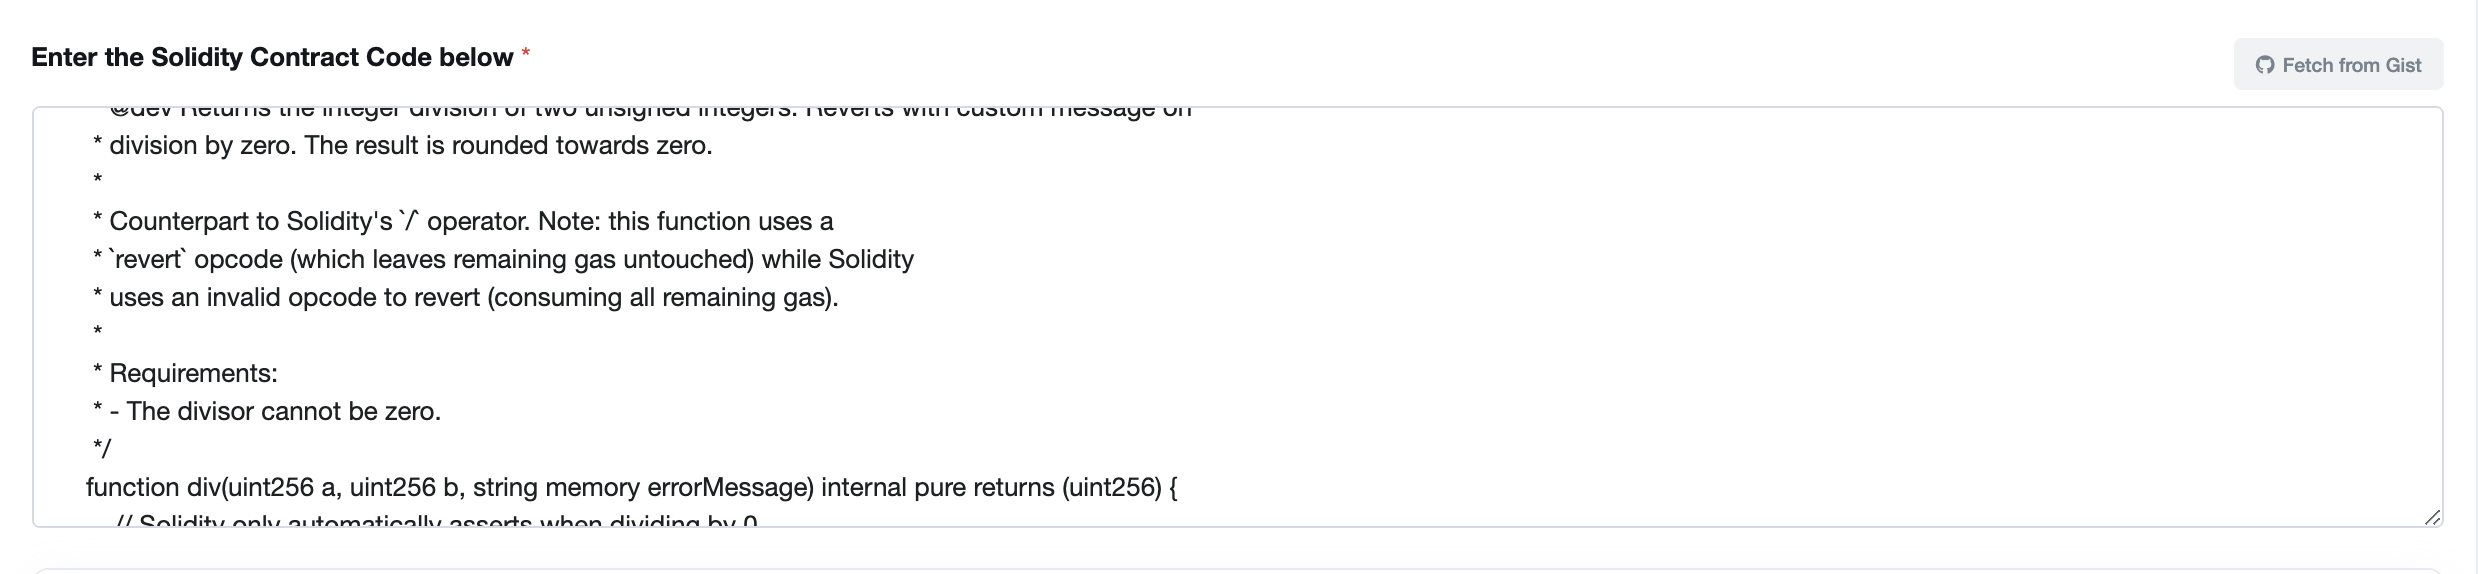 Enter the Solidity Contract Code below *
Fetch from Gist
@dev Returns the integer division of two unsigned integers. Reverts with custom message on
* division by zero. The result is rounded towards zero.
*
* Counterpart to Solidity's `/` operator. Note: this function uses a
* `revert` opcode (which leaves remaining gas untouched) while Solidity
* uses an invalid opcode to revert (consuming all remaining gas).
*
* Requirements:
* - The divisor cannot be zero.
*/
function div(uint256 a, uint256 b, string memory errorMessage) internal pure returns (uint256) {
// Solidity only automatically asserts when dividing by 0